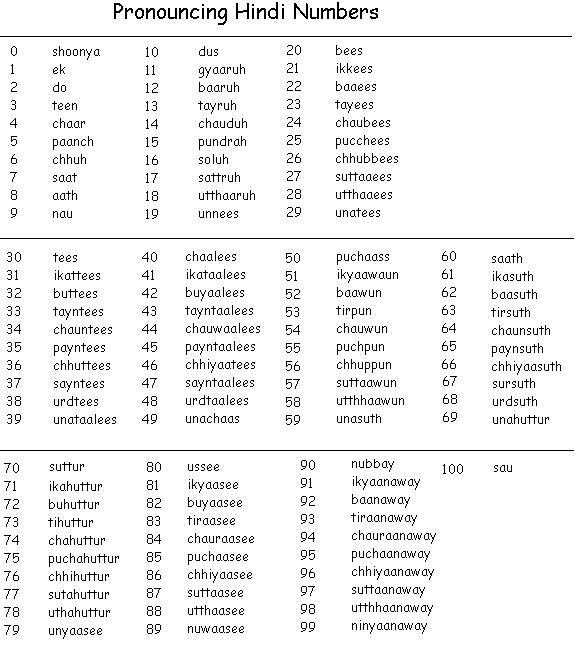 Pronouncing Hindi Numbers
0 shoonya 10 dus 20 bees
1 ek 11 gyaaruh 21 ikkees
2 do 12 baaruh 22 baaees
3 teen 13 tayruh 23 tayees
4 chaar 14 chauduh 24 chaubees
5 paanch 15 pundrah 25 pucchees
6 chhuh 16 soluh 26 chhubbees
7 saat 17 sattruh 27 suttaaees
8 aath 18 utthaaruh 28 utthaaees
9 nau 19 unnees 29 unatees
30 tees 40 chaalees 50 puchaass 60 saath
31 ikattees 41 ikataalees 51 ikyaawaun 61 ikasuth
32 buttees 42 buyaalees 52 baawun 62 baasuth
33 tayntees 43 tayntaalees 53 tirpun 63 tirsuth
34 chauntees 44 chauwaalees 54 chauwun 64 chaunsuth
35 payntees 45 payntaalees 55 puchpun 65 paynsuth
36 chhuttees 46 chhiyaatees 56 chhuppun 66 chhiyaasuth
37 sayntees 47 sayntaalees 57 suttaawun 67 sursuth
38 urdtees 48 urdtaalees 58 utthhaawun 68 urdsuth
39 unataalees 49 unachaas 59 unasuth 69 unahuttur
70 suttur 80 ussee 90 nubbay 100 sau
71 ikahuttur 81 ikyaasee 91 ikyaanaway
72 buhuttur 82 buyaasee 92 baanaway
73 tihuttur 83 tiraasee 93 tiraanaway
74 chahuttur 84 chauraasee 94 chauraanaway
75 puchahuttur 85 puchaasee 95 puchaanaway
76 chhihuttur 86 chhiyaasee 96 chhiyaanaway
77 sutahuttur 87 suttaasee 97 suttaanaway
78 uthahuttur 88 utthaasee 98 utthhaanaway
79 unyaasee 89 nuwaasee 99 ninyaanaway